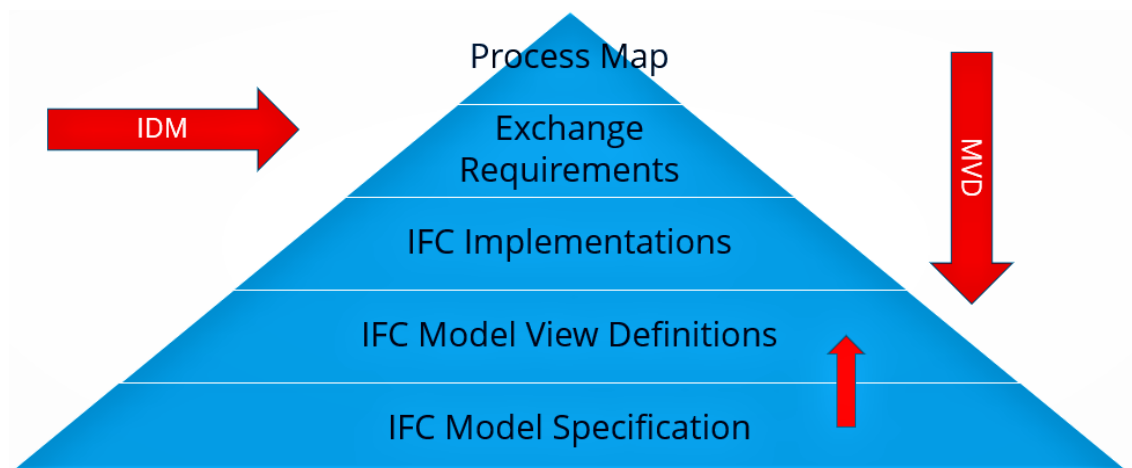 Process Map
IDM
Exchange
Requirements
MVD
IFC Implementations
IFC Model View Definitions
IFC Model Specification